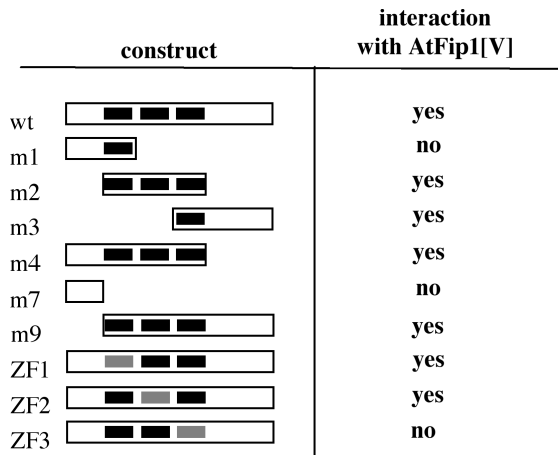 interaction
construct with AtFip1[V]
wt yes
m1 no
m2 yes
m3 yes
m4 yes
m7 no
m9 yes
ZF1 yes
ZF2 yes
ZF3 no